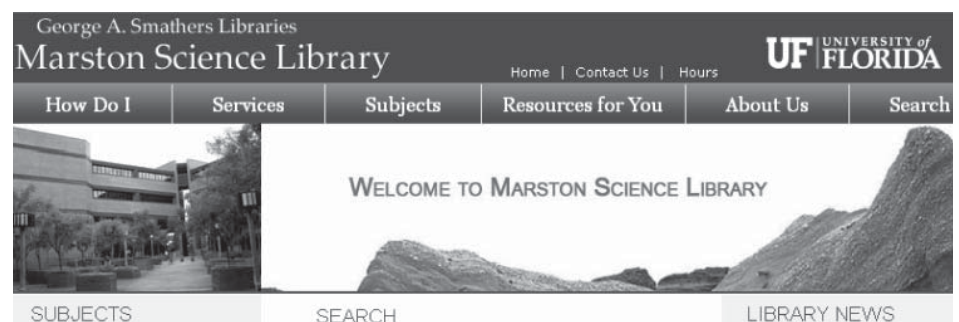 George A. Smathers Libraries
Marston Science Library
Home | Contact Us | Hours
UF UNIVERSITY of FLORIDA
How Do I Services Subjects Resources for You About Us Search
WELCOME TO MARSTON SCIENCE LIBRARY
SUBJECTS SEARCH LIBRARY NEWS